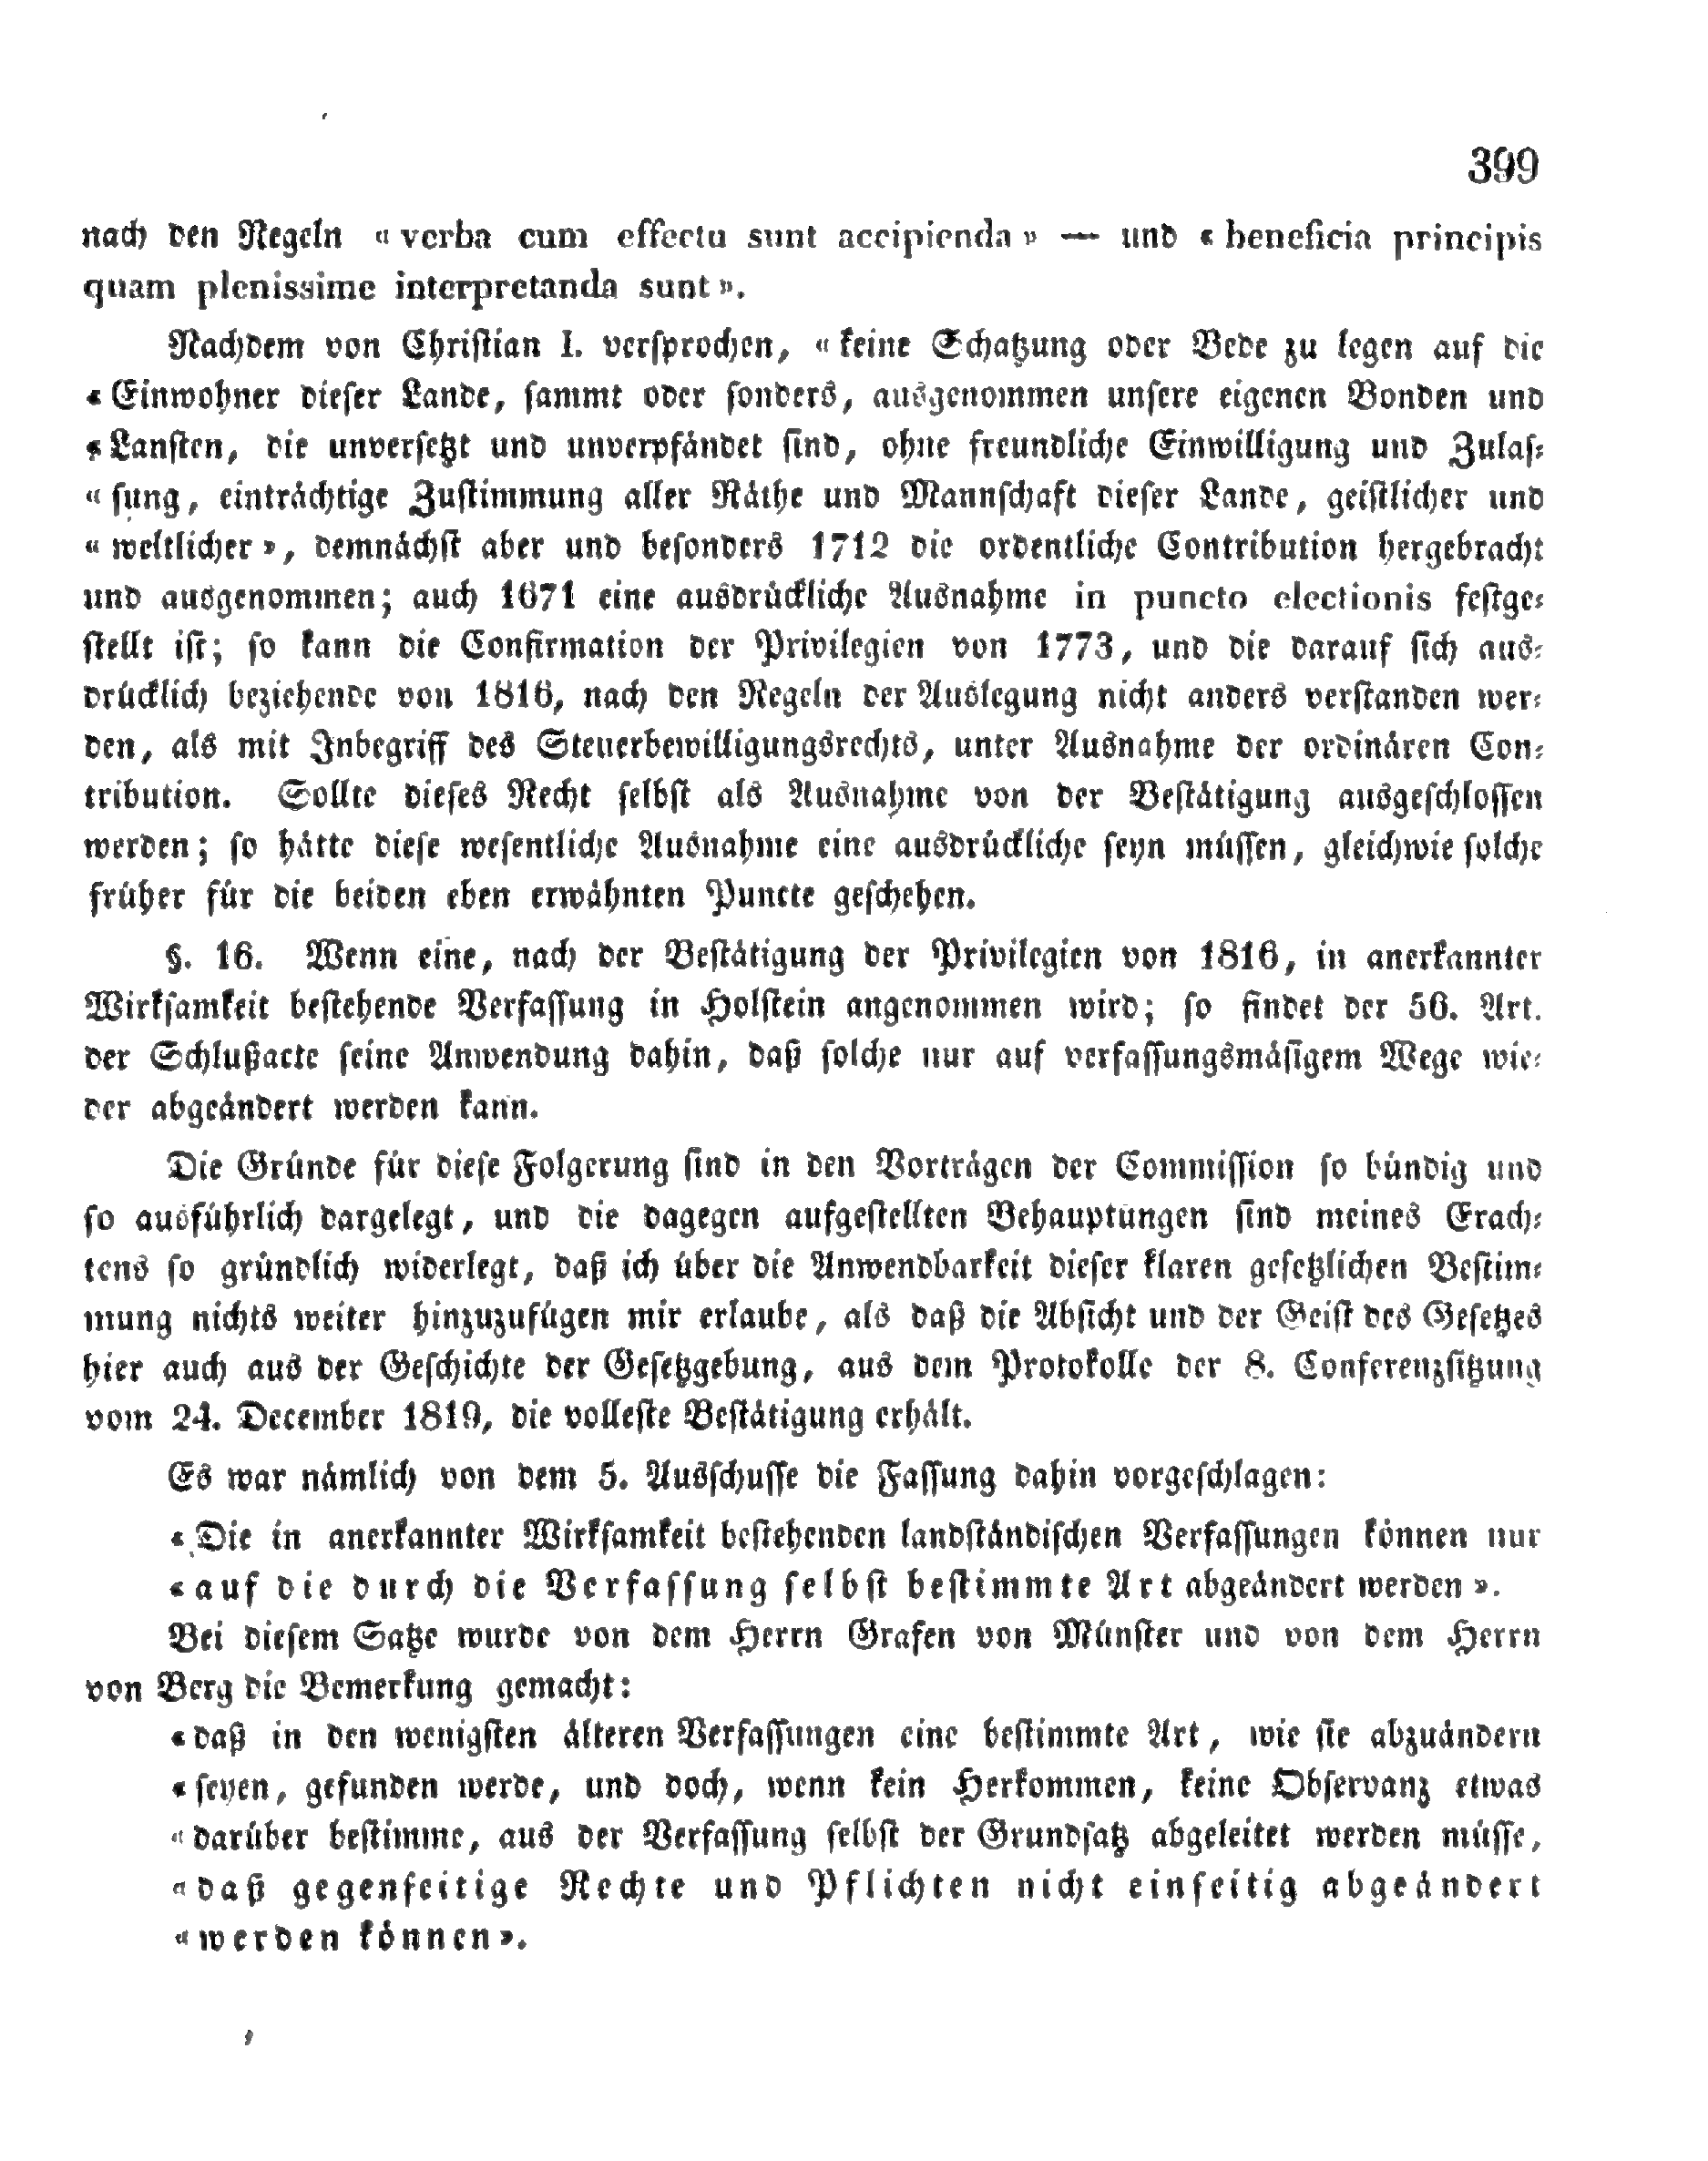 399
nach den Regeln « verba cum effectu sunt accipienda » — und « beneficia principis
quam plenissime interpretanda sunt ».
Nachdem von Christian I. versprochen, « keine Schatzung oder Bede zu legen auf die
« Einwohner dieser Lande, sammt oder sonders, ausgenommen unsere eigenen Bonden und
« Lansten, die unversetzt und unverpfändet sind, ohne freundliche Einwilligung und Zulas-
« sung, einträchtige Zustimmung aller Räthe und Mannschaft dieser Lande, geistlicher und
« weltlicher », demnächst aber und besonders 1712 die ordentliche Contribution hergebracht
und ausgenommen; auch 1671 eine ausdrückliche Ausnahme in puncto electionis festge-
stellt ist; so kann die Confirmation der Privilegien von 1773, und die darauf sich aus-
drücklich beziehende von 1816, nach den Regeln der Auslegung nicht anders verstanden wer-
den, als mit Inbegriff des Steuerbewilligungsrechts, unter Ausnahme der ordinären Con-
tribution. Sollte dieses Recht selbst als Ausnahme von der Bestätigung ausgeschlossen
werden; so hätte diese wesentliche Ausnahme eine ausdrückliche seyn müssen, gleichwie solche
früher für die beiden eben erwähnten Puncte geschehen.
§. 16. Wenn eine, nach der Bestätigung der Privilegien von 1816, in anerkannter
Wirksamkeit bestehende Verfassung in Holstein angenommen wird; so findet der 56. Art.
der Schlußacte seine Anwendung dahin, daß solche nur auf verfassungsmäsigem Wege wie-
der abgeändert werden kann.
Die Gründe für diese Folgerung sind in den Vorträgen der Commission so bündig und
so ausführlich dargelegt, und die dagegen aufgestellten Behauptungen sind meines Erach-
tens so gründlich widerlegt, daß ich über die Anwendbarkeit dieser klaren gesetzlichen Bestim-
mung nichts weiter hinzuzufügen mir erlaube, als daß die Absicht und der Geist des Gesetzes
hier auch aus der Geschichte der Gesetzgebung, aus dem Protokolle der 8. Conferenzsitzung
vom 24. December 1819, die volleste Bestätigung erhält.
Es war nämlich von dem 5. Ausschusse die Fassung dahin vorgeschlagen:
« Die in anerkannter Wirksamkeit bestehenden landständischen Verfassungen können nur
« auf die durch die Verfassung selbst bestimmte Art abgeändert werden ».
Bei diesem Satze wurde von dem Herrn Grafen von Münster und von dem Herrn
von Berg die Bemerkung gemacht:
« daß in den wenigsten älteren Verfassungen eine bestimmte Art, wie sie abzuändern
« seyen, gefunden werde, und doch, wenn kein Herkommen, keine Observanz etwas
« darüber bestimme, aus der Verfassung selbst der Grundsatz abgeleitet werden müsse,
« daß gegenseitige Rechte und Pflichten nicht einseitig abgeändert
« werden können ».